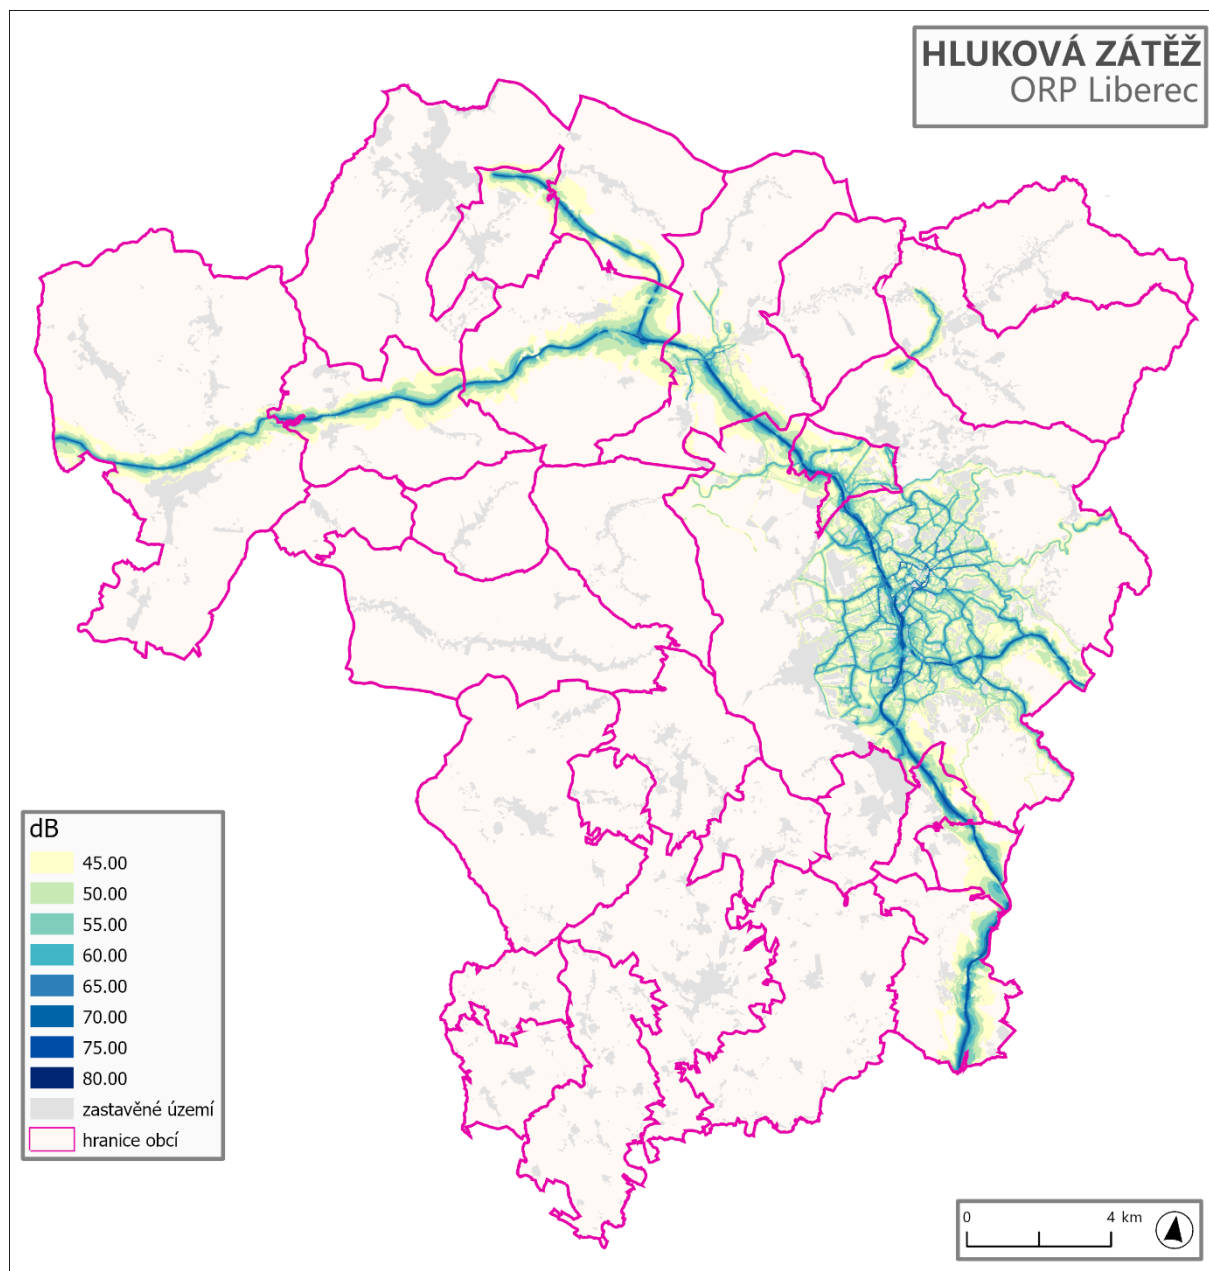 HLUKOVÁ ZÁTĚŽ
ORP Liberec
dB
45.00
50.00
55.00
60.00
65.00
70.00
75.00
80.00
zastavěné území
hranice obcí
0 4 km